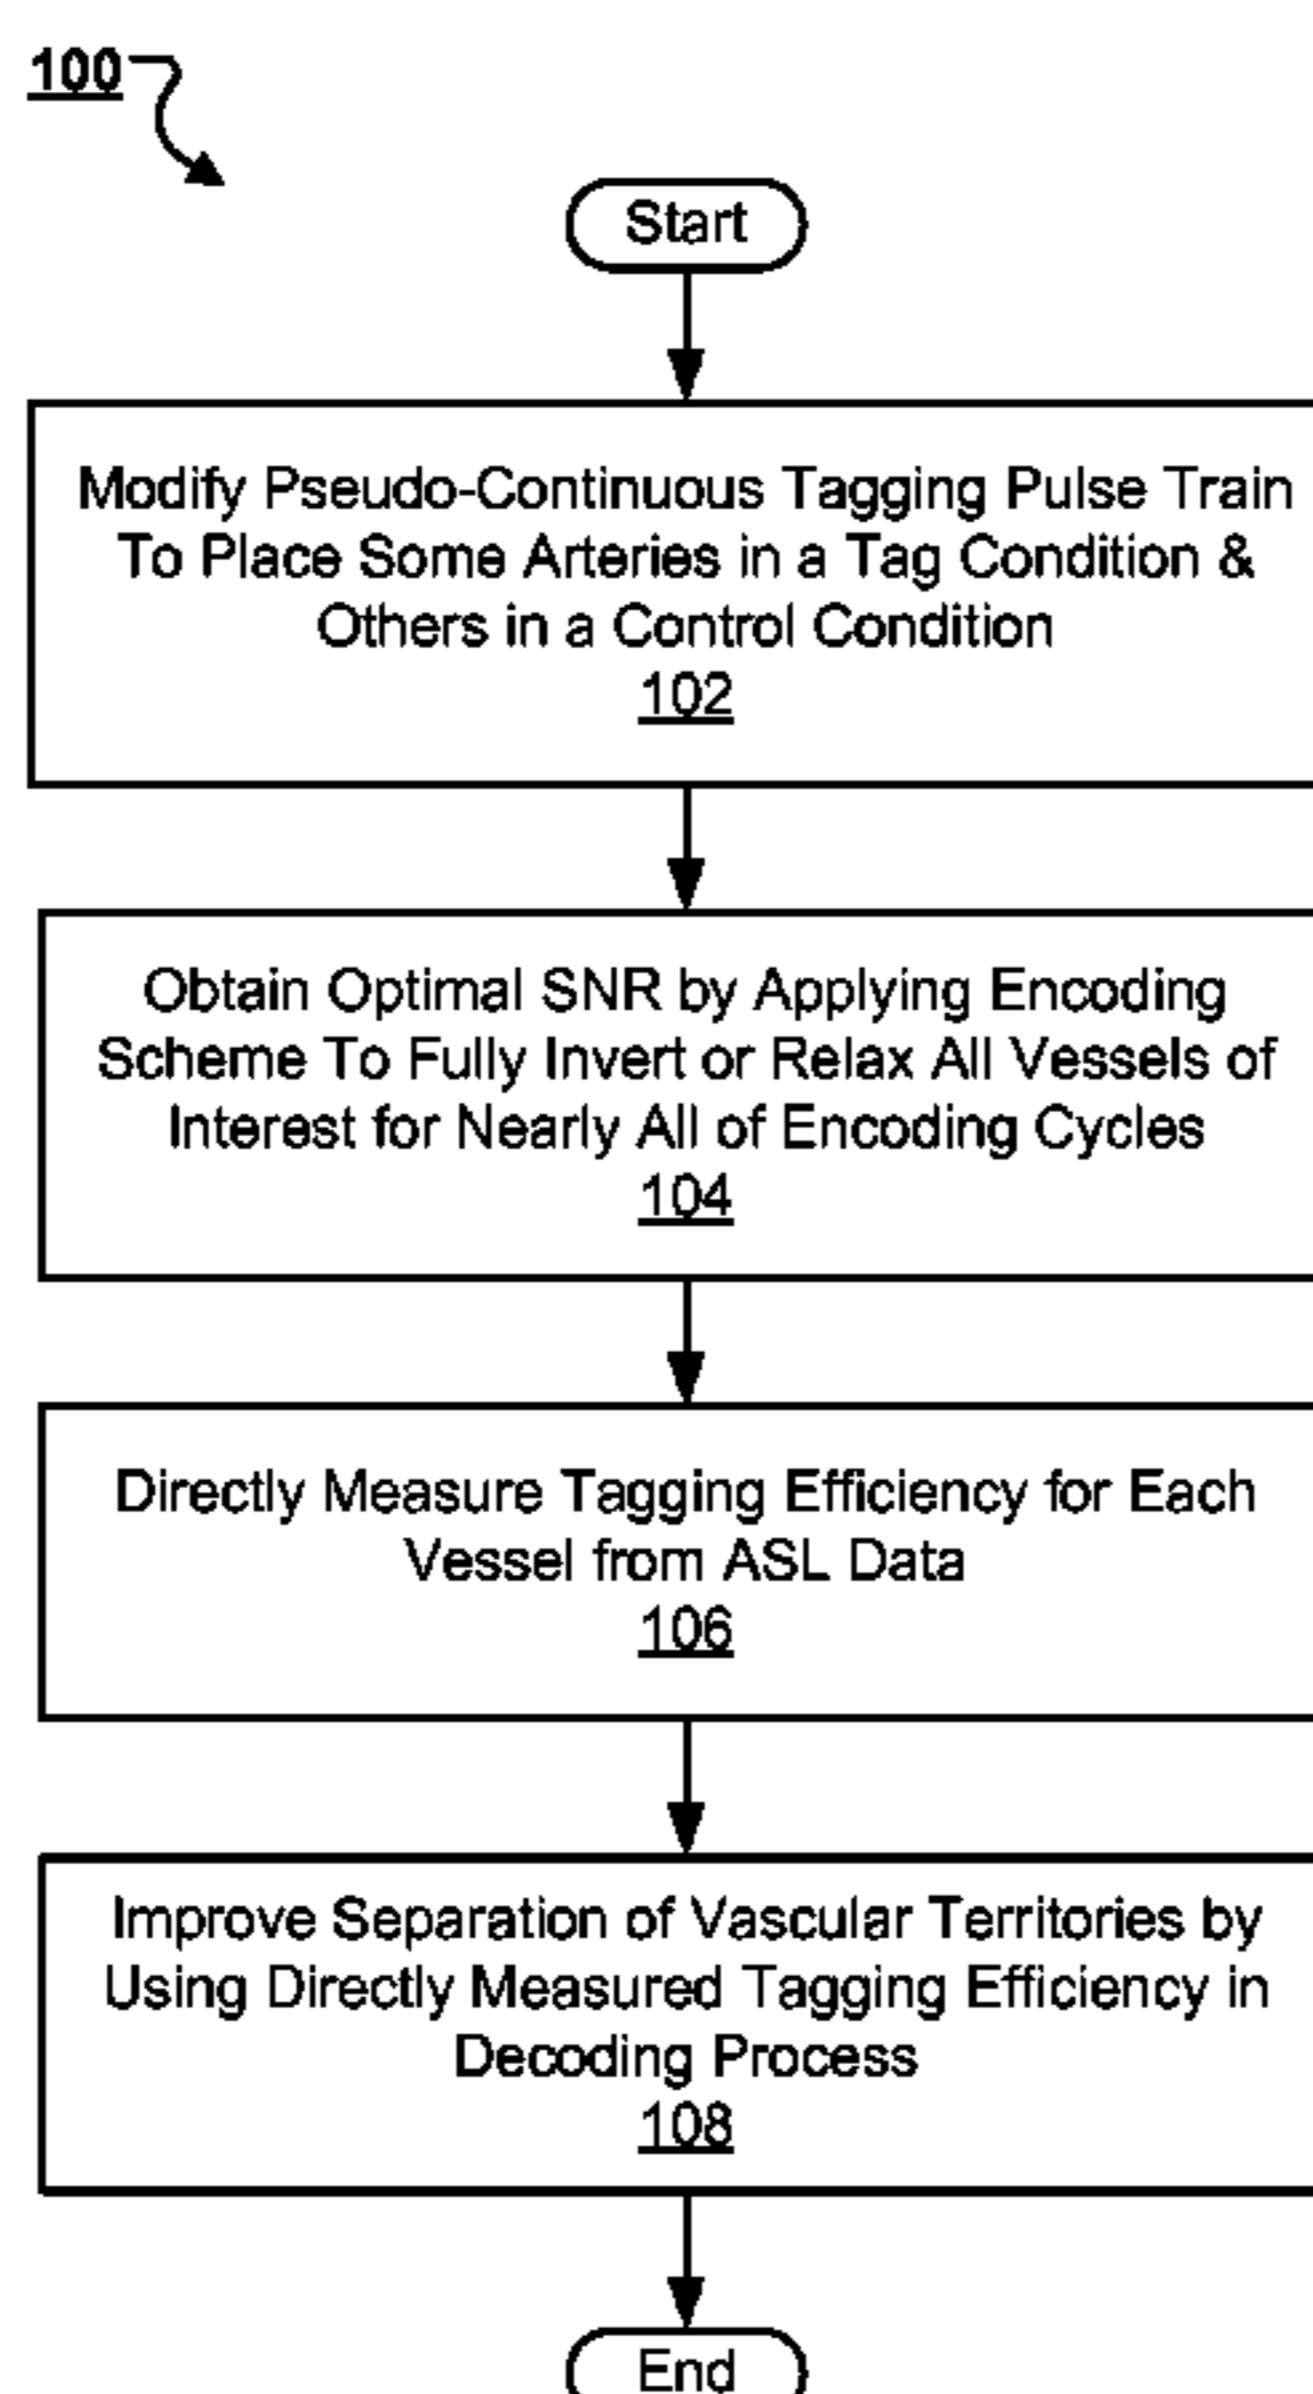 100
Start
Modify Pseudo-Continuous Tagging Pulse Train
To Place Some Arteries in a Tag Condition &
Others in a Control Condition
102
Obtain Optimal SNR by Applying Encoding
Scheme To Fully Invert or Relax All Vessels of
Interest for Nearly All of Encoding Cycles
104
Directly Measure Tagging Efficiency for Each
Vessel from ASL Data
106
Improve Separation of Vascular Territories by
Using Directly Measured Tagging Efficiency in
Decoding Process
108
End